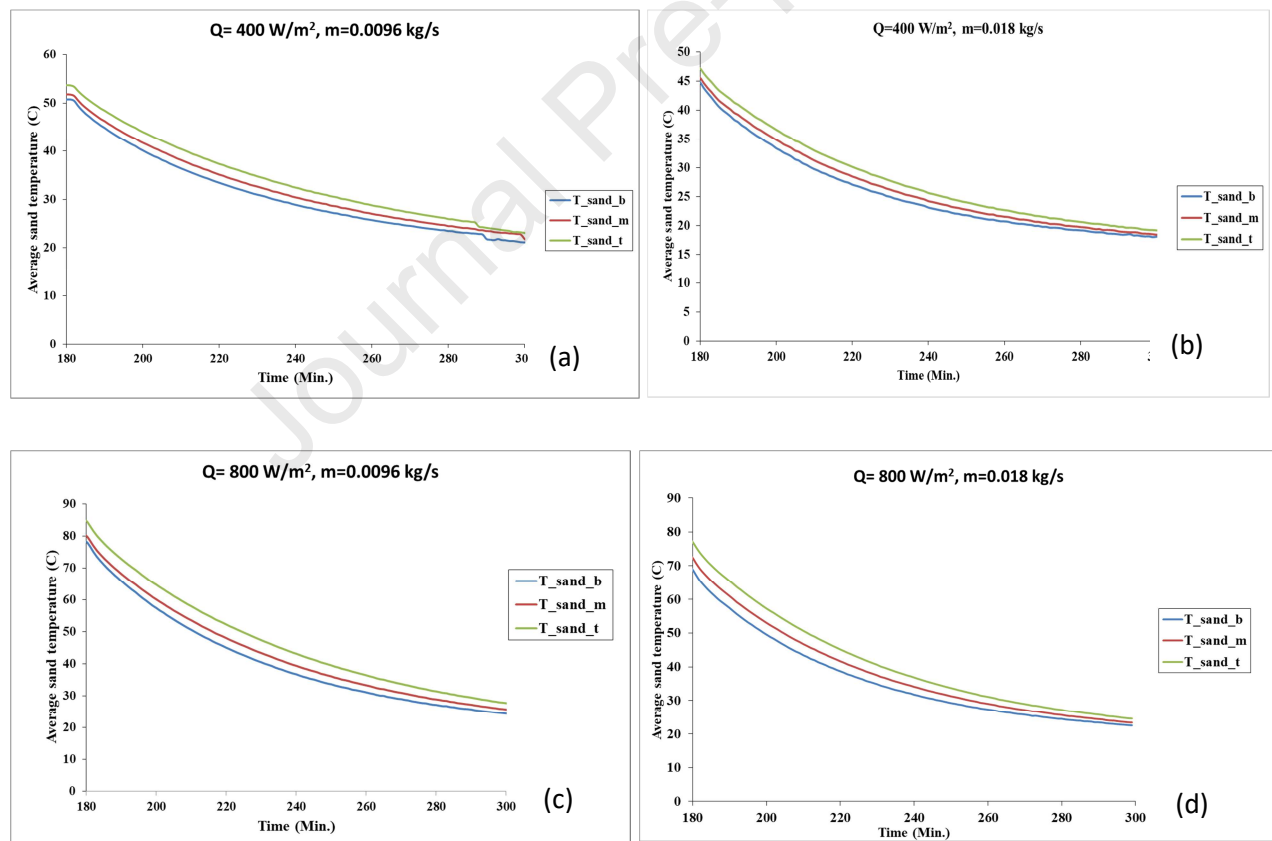 Journal Pre-
Q= 400 W/m², m=0.0096 kg/s
Average sand temperature (C)
60
50
40
30
20
10
0
180
200
220
240
260
280
30
Time (Min.)
T_sand_b
T_sand_m
T_sand_t
(a)
Q=400 W/m², m=0.018 kg/s
Average sand temperature (C)
50
45
40
35
30
25
20
15
10
5
0
180
200
220
240
260
280
Time (Min.)
T_sand_b
T_sand_m
T_sand_t
(b)
Q= 800 W/m², m=0.0096 kg/s
Average sand temperature (C)
90
80
70
60
50
40
30
20
10
0
180
200
220
240
260
280
300
Time (Min.)
T_sand_b
T_sand_m
T_sand_t
(c)
Q= 800 W/m², m=0.018 kg/s
Average sand temperature (C)
90
80
70
60
50
40
30
20
10
0
180
200
220
240
260
280
300
Time (Min.)
T_sand_b
T_sand_m
T_sand_t
(d)